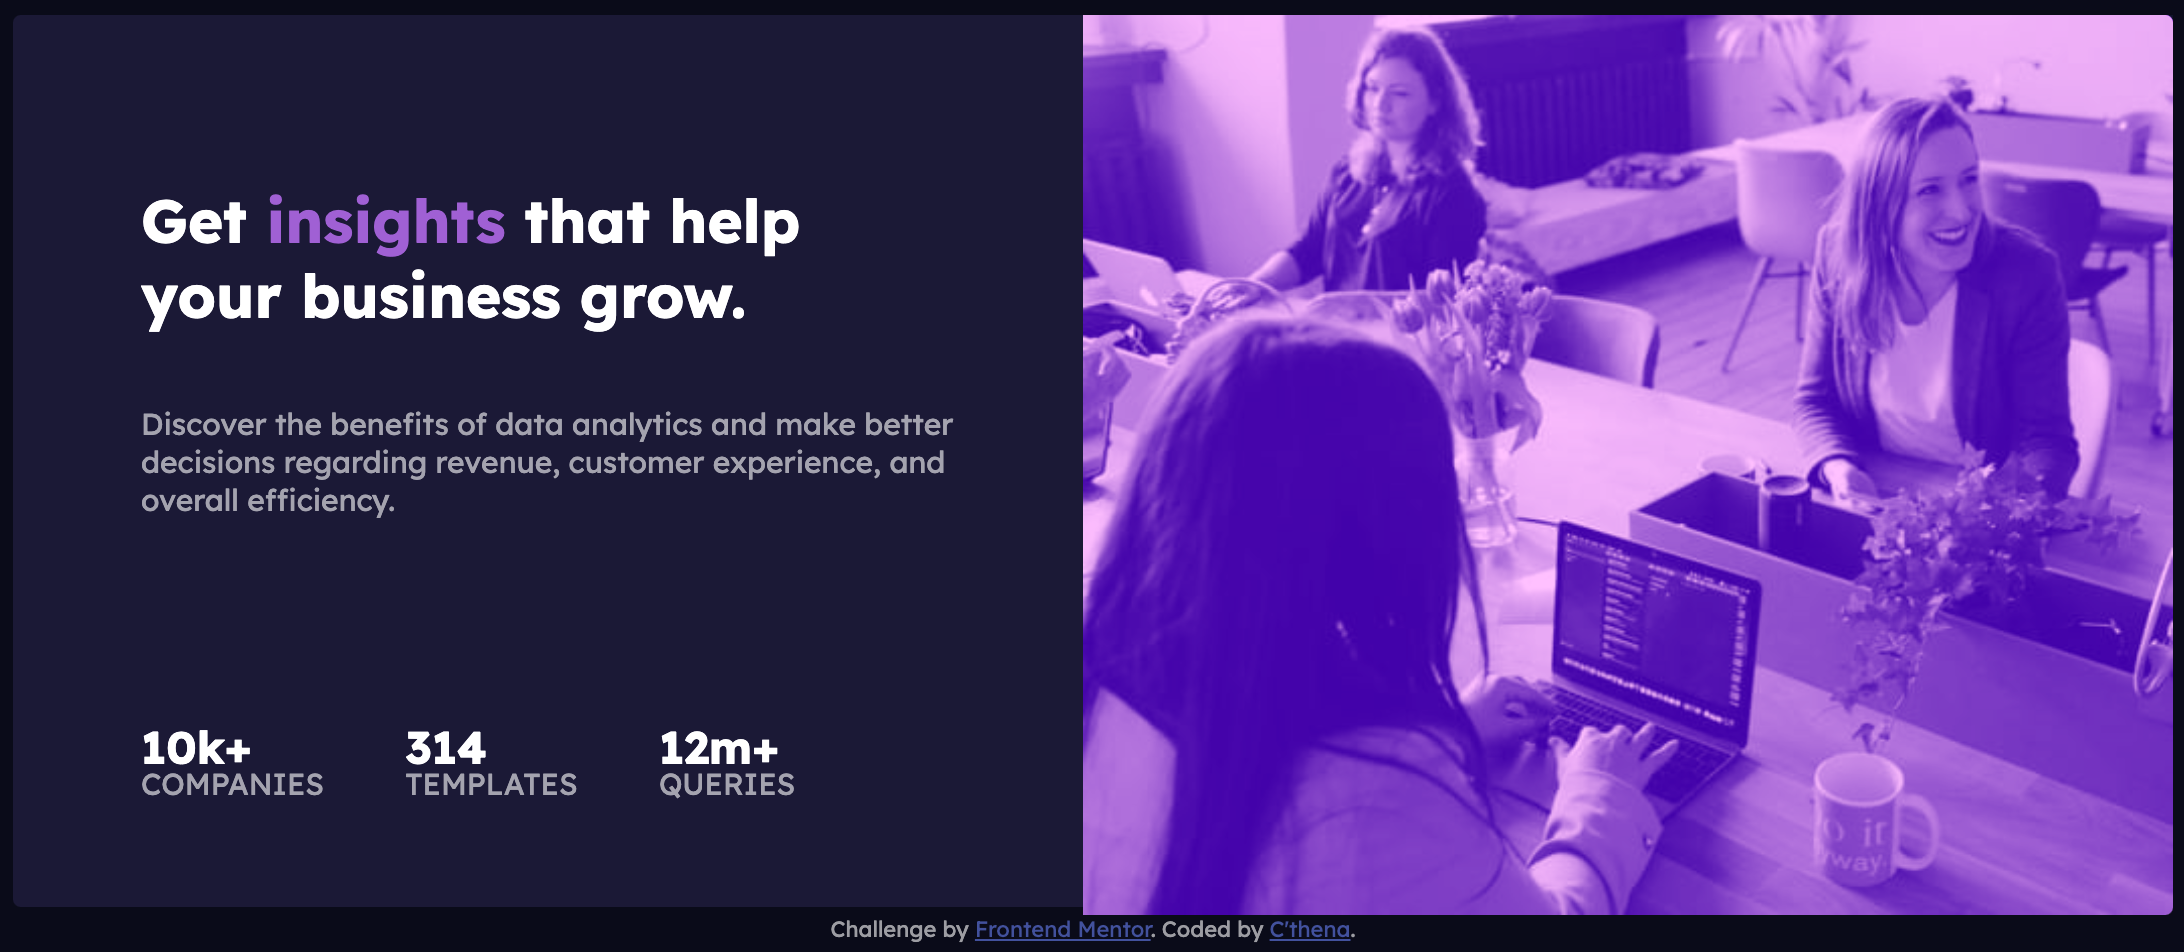 Get insights that help
your business grow.
Discover the benefits of data analytics and make better
decisions regarding revenue, customer experience, and
overall efficiency.
10k+
COMPANIES
314
TEMPLATES
12m+
QUERIES
Challenge by Frontend Mentor. Coded by C'thena.